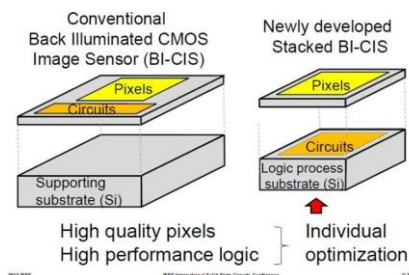 Conventional
Back Illuminated CMOS
Image Sensor (BI-CIS)
Newly developed
Stacked BI-CIS
Pixels
Circuits
Supporting
substrate (Si)
Pixels
Circuits
Logic process
substrate (Si)
High quality pixels
High performance logic
Individual
optimization
IEEE International Solid-State Circuits Conference